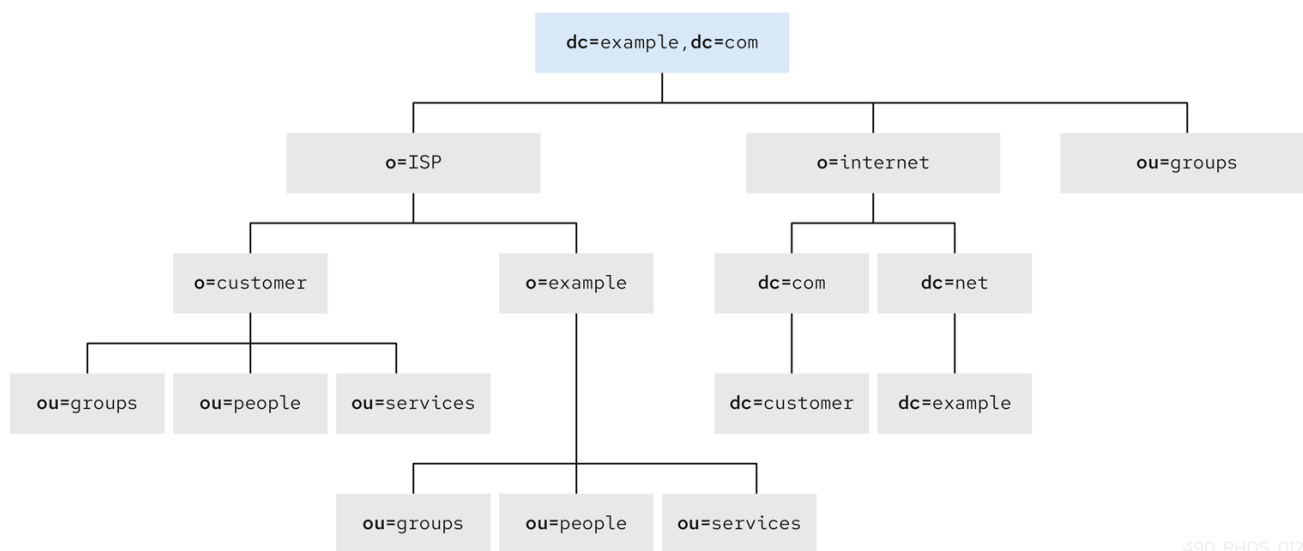 dc=example,dc=com
o=ISP
o=internet
ou=groups
o=customer
o=example
dc=com
dc=net
ou=groups
ou=people
ou=services
dc=customer
dc=example
ou=groups
ou=people
ou=services
490_RHDS_012